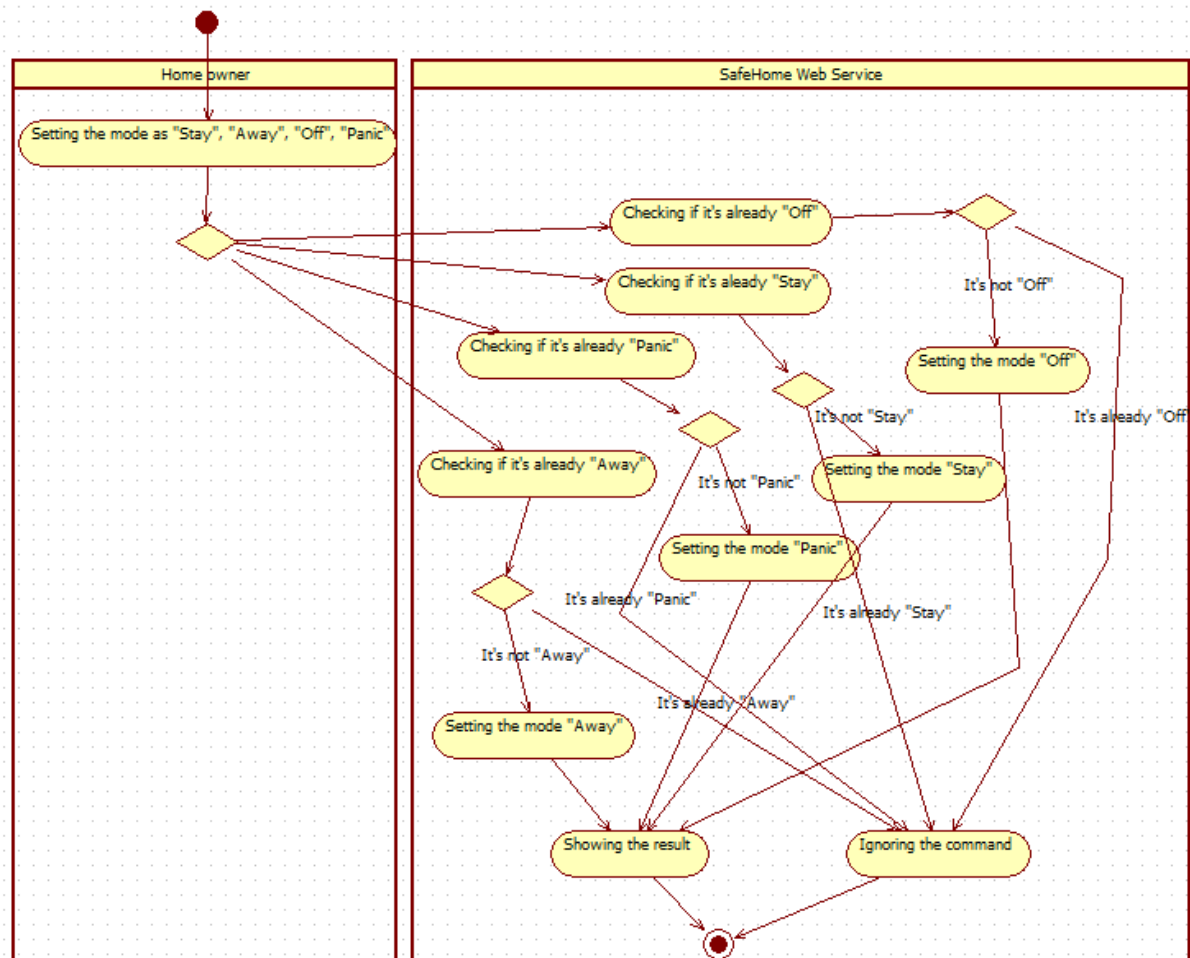 Home owner
SafeHome Web Service
Setting the mode as "Stay", "Away", "Off", "Panic"
Checking if it's already "Off"
Checking if it's aleady "Stay"
It's not "Off"
Checking if it's already "Panic"
Setting the mode "Off"
It's not "Stay"
It's already "Off"
Checking if it's already "Away"
Setting the mode "Stay"
It's not "Panic"
Setting the mode "Panic"
It's already "Panic"
It's already "Stay"
It's not "Away"
It's already "Away"
Setting the mode "Away"
Showing the result
Ignoring the command